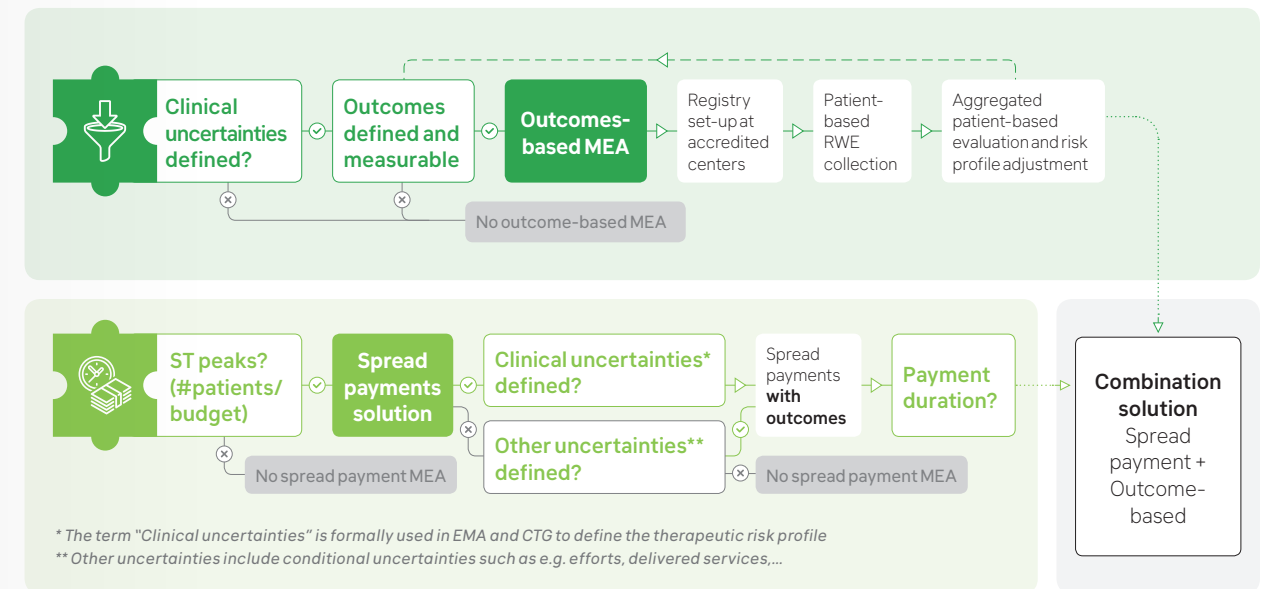 Clinical
uncertainties
defined?
Outcomes
defined and
measurable
Outcomes-
based MEA
Registry
set-up at
accredited
centers
Patient-
based
RWE
collection
Aggregated
patient-based
evaluation and risk
profile adjustment
No outcome-based MEA
ST peaks?
(#patients/
budget)
Spread
payments
solution
Clinical uncertainties*
defined?
Other uncertainties**
defined?
Spread
payments
with
outcomes
Payment
duration?
No spread payment MEA
No spread payment MEA
Combination
solution
Spread
payment +
Outcome-
based
* The term "Clinical uncertainties" is formally used in EMA and CTG to define the therapeutic risk profile
** Other uncertainties include conditional uncertainties such as e.g. efforts, delivered services,...